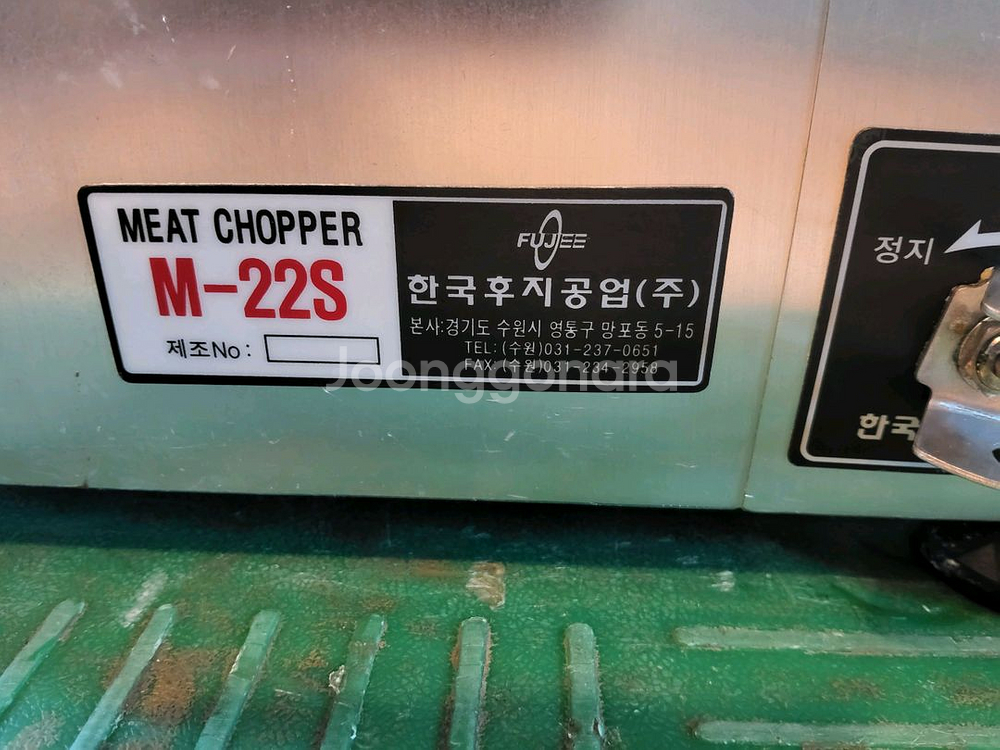 MEAT CHOPPER
M-22S
제조No :
FUJEE
한국후지공업(주)
본사:경기도 수원시 영통구 망포동 5-15
TEL: (수원)031-237-0651
FAX: (수원)031-234-2958
Joonggonara
정지
한국